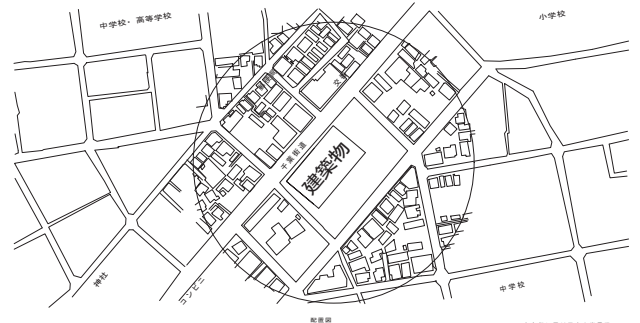 中学校・高等学校
小学校
千葉街道
建築物
神社
コンビニ
中学校
配置図